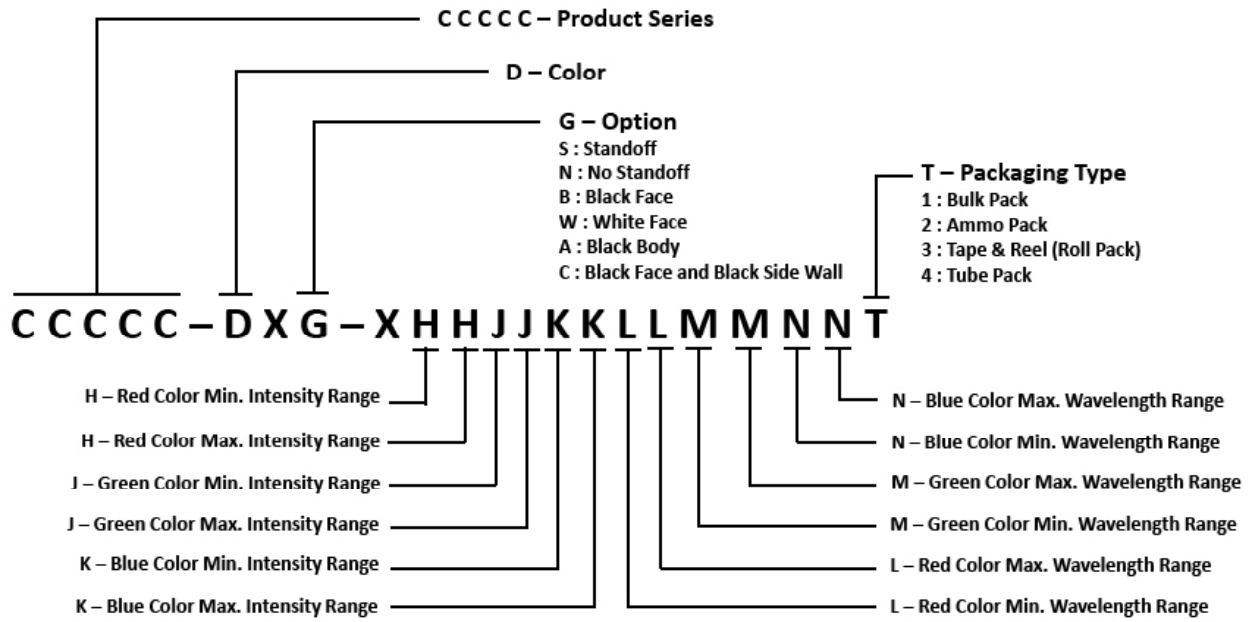 C C C C C – Product Series
D – Color
G – Option
S : Standoff
N : No Standoff
B : Black Face
W : White Face
A : Black Body
C : Black Face and Black Side Wall
T – Packaging Type
1 : Bulk Pack
2 : Ammo Pack
3 : Tape & Reel (Roll Pack)
4 : Tube Pack
C C C C C – D X G – X H H J J K K L L M M N N T
H – Red Color Min. Intensity Range
H – Red Color Max. Intensity Range
J – Green Color Min. Intensity Range
J – Green Color Max. Intensity Range
K – Blue Color Min. Intensity Range
K – Blue Color Max. Intensity Range
N – Blue Color Max. Wavelength Range
N – Blue Color Min. Wavelength Range
M – Green Color Max. Wavelength Range
M – Green Color Min. Wavelength Range
L – Red Color Max. Wavelength Range
L – Red Color Min. Wavelength Range